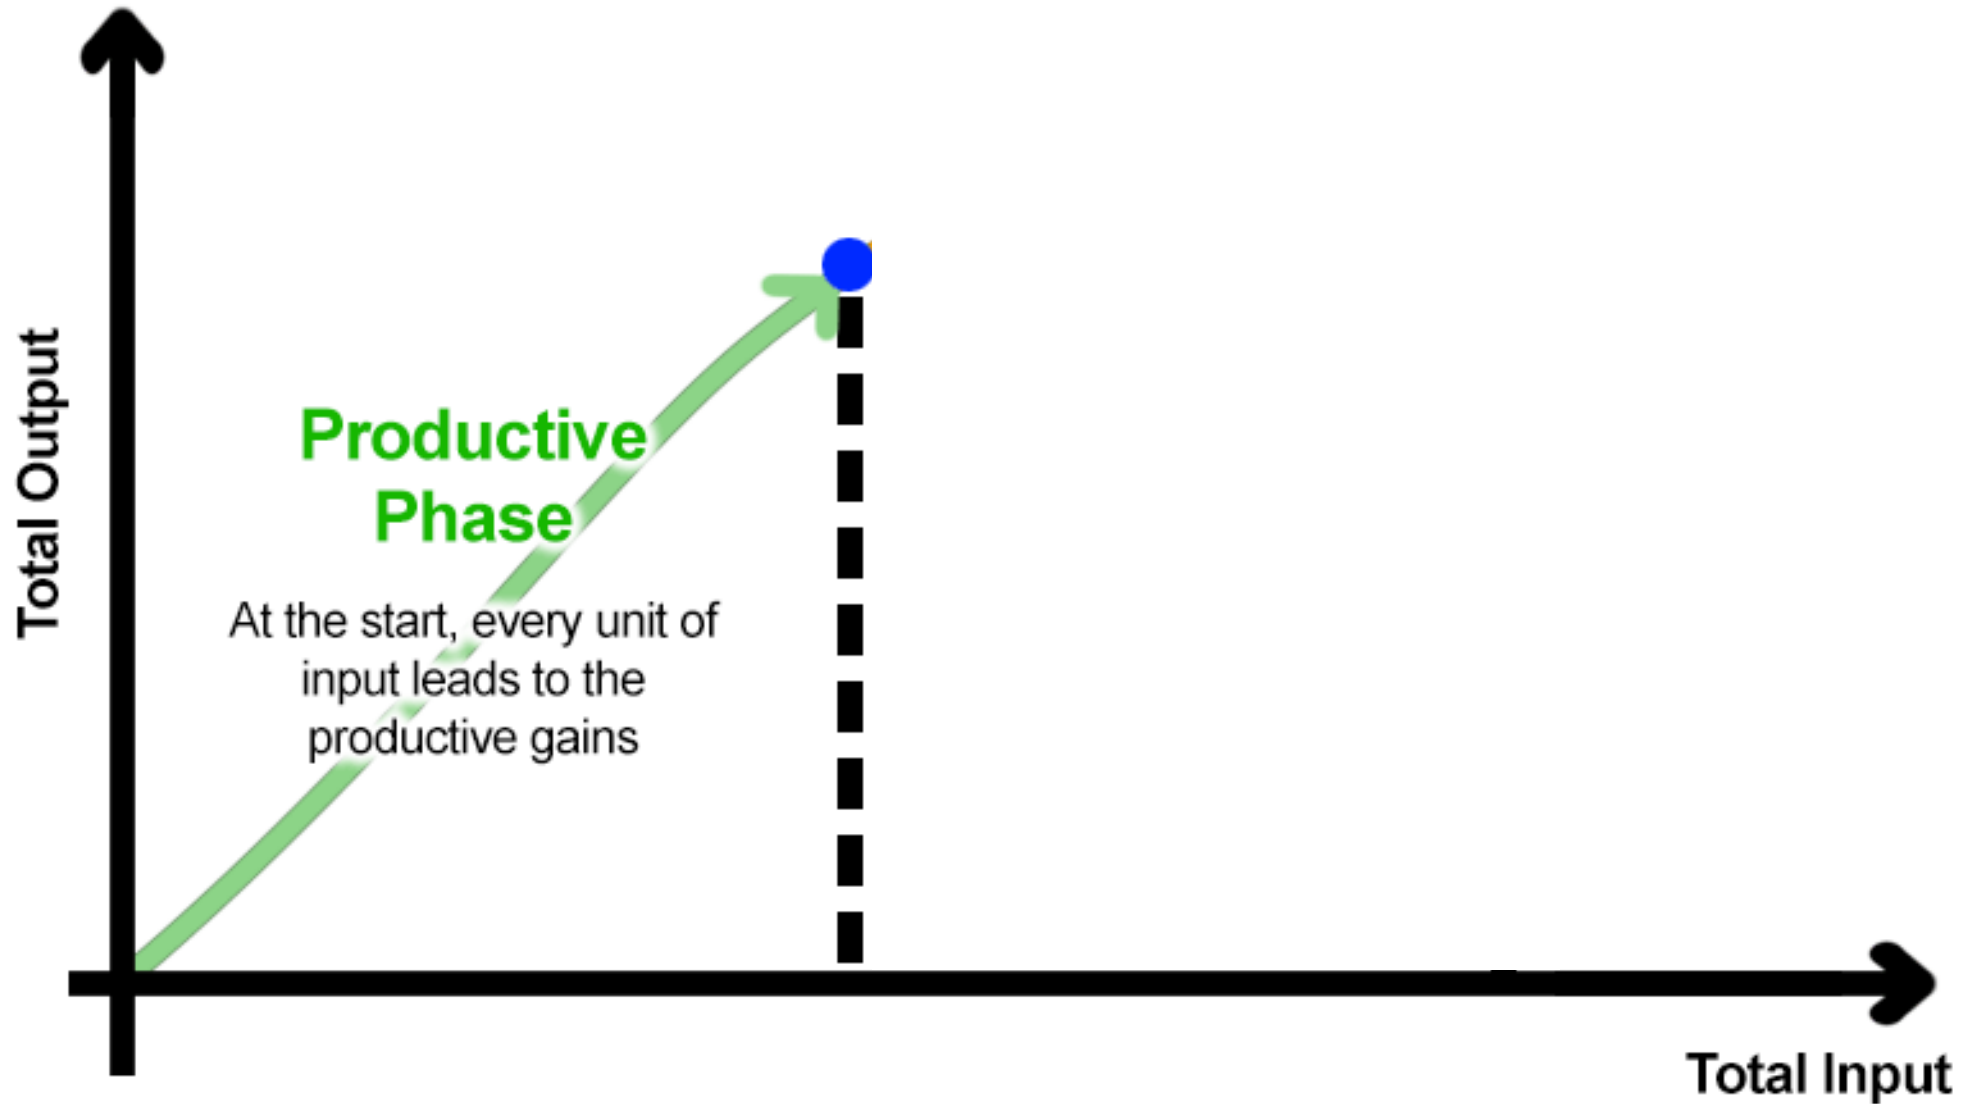 Total Output
Productive
Phase
At the start, every unit of
input leads to the
productive gains
Total Input